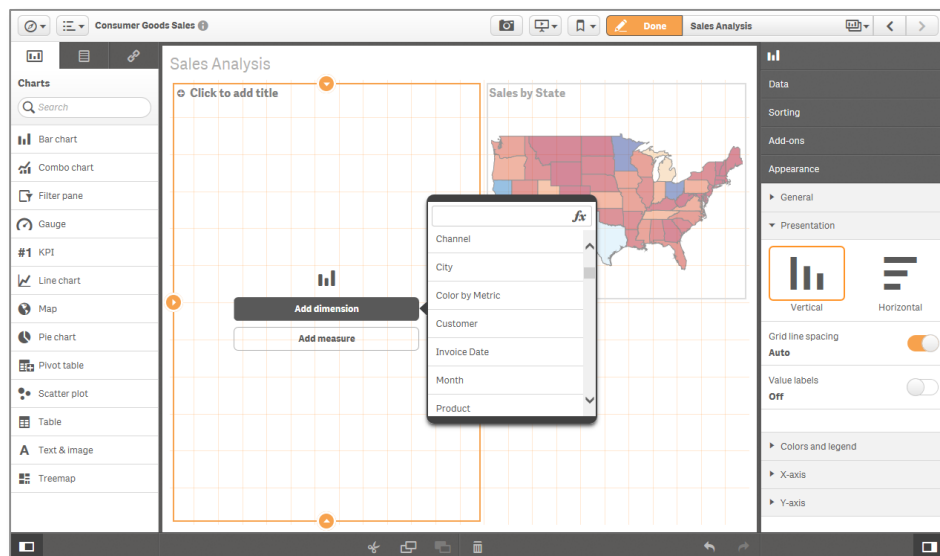 Consumer Goods Sales
Done
Sales Analysis
Charts
Search
Bar chart
Combo chart
Filter pane
Gauge
#1 KPI
Line chart
Map
Pie chart
Pivot table
Scatter plot
Table
A Text & image
Treemap
Sales Analysis
Click to add title
Add dimension
Add measure
fx
Channel
City
Color by Metric
Customer
Invoice Date
Month
Product
Sales by State
Data
Sorting
Add-ons
Appearance
General
Presentation
Vertical
Horizontal
Grid line spacing
Auto
Value labels
Off
Colors and legend
X-axis
Y-axis